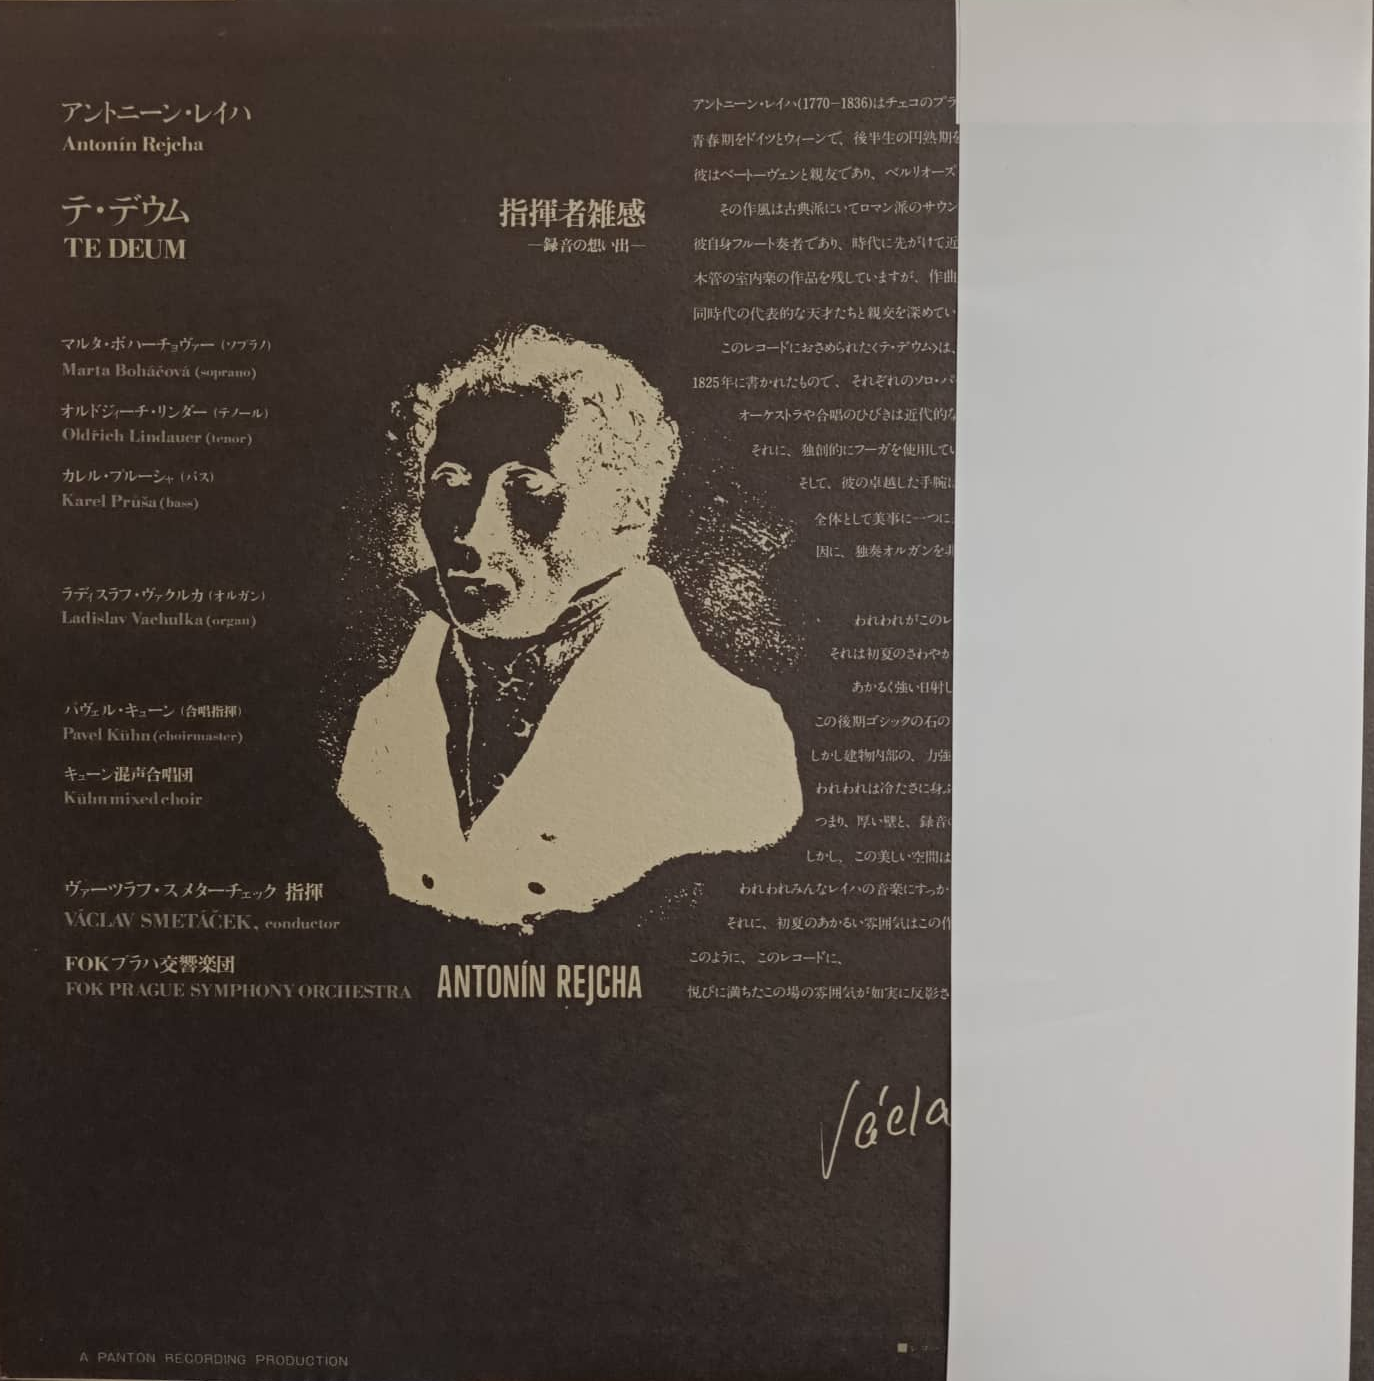 アントニーン・レイハ
Antonín Rejcha
テ・デウム
TE DEUM
マルタ・ボハーチョヴァー(ソプラノ)
Marta Boháčová (soprano)
オルドジィーチ・リンダー(テノール)
Oldřich Lindauer (tenor)
カレル・プルーシャ(バス)
Karel Průša (bass)
ラディスラフ・ヴァクルカ(オルガン)
Ladislav Vachulka (organ)
パヴェル・キューン(合唱指揮)
Pavel Kühn (choirmaster)
キューン混声合唱団
Kühn mixed choir
ヴァーツラフ・スメターチェック 指揮
VÁCLAV SMETÁČEK, conductor
FOKプラハ交響楽団
FOK PRAGUE SYMPHONY ORCHESTRA
指揮者雑感
―録音の想い出―
ANTONÍN REJCHA
アントニーン・レイハ(1770―1836)はチェコのプラ
青春期をドイツとウィーンで、後半生の円熟期を
彼はベートーヴェンと親友であり、ベルリオーズ
その作風は古典派にいてロマン派のサウン
彼自身フルート奏者であり、時代に先がけて近
木管の室内楽の作品を残していますが、作曲
同時代の代表的な天才たちと親交を深めてい
このレコードにおさめられた〈テ・デウム〉は、
1825年に書かれたもので、それぞれのソロ・パ
オーケストラや合唱のひびきは近代的な
それに、独創的にフーガを使用してい
そして、彼の卓越した手腕は
全体として美事に一つに
因に、独奏オルガンを非
われわれがこのレ
それは初夏のさわやか
あかるく強い日射し
この後期ゴシックの石の
しかし建物内部の、力強
われわれは冷たさに身ぶ
つまり、厚い壁と、録音
しかし、この美しい空間は
われわれみんなレイハの音楽にすっか
それに、初夏のあかるい雰囲気はこの作
このように、このレコードに、
悦びに満ちたこの場の雰囲気が如実に反影さ
Václa
A PANTON RECORDING PRODUCTION
■レコー